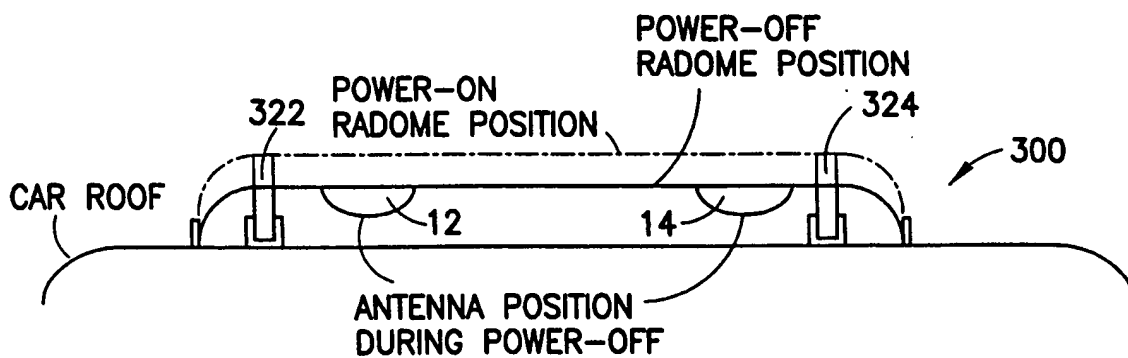 POWER-OFF
RADOME POSITION
POWER-ON
RADOME POSITION
322
324
300
CAR ROOF
12
14
ANTENNA POSITION
DURING POWER-OFF